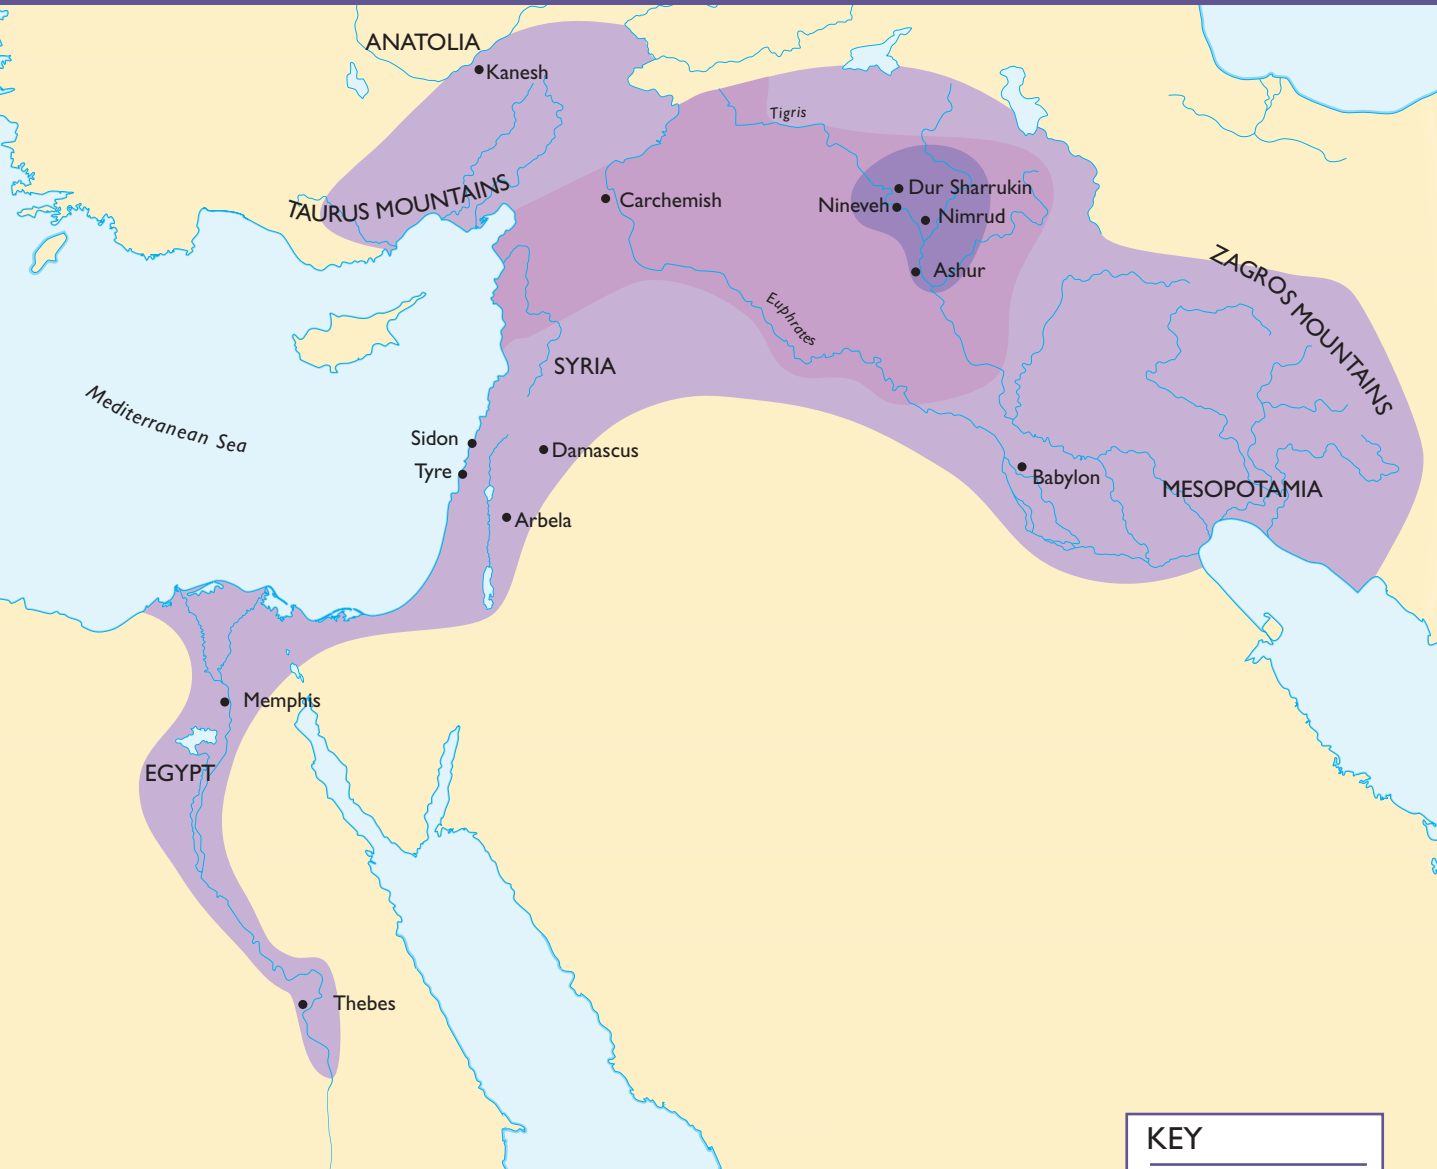 ANATOLIA
Kanesh
Tigris
TAURUS MOUNTAINS
Carchemish
Dur Sharrukin
Nineveh
Nimrud
Ashur
ZAGROS MOUNTAINS
Euphrates
SYRIA
Mediterranean Sea
Sidon
Damascus
Tyre
Babylon
MESOPOTAMIA
Arbela
Memphis
EGYPT
Thebes
KEY